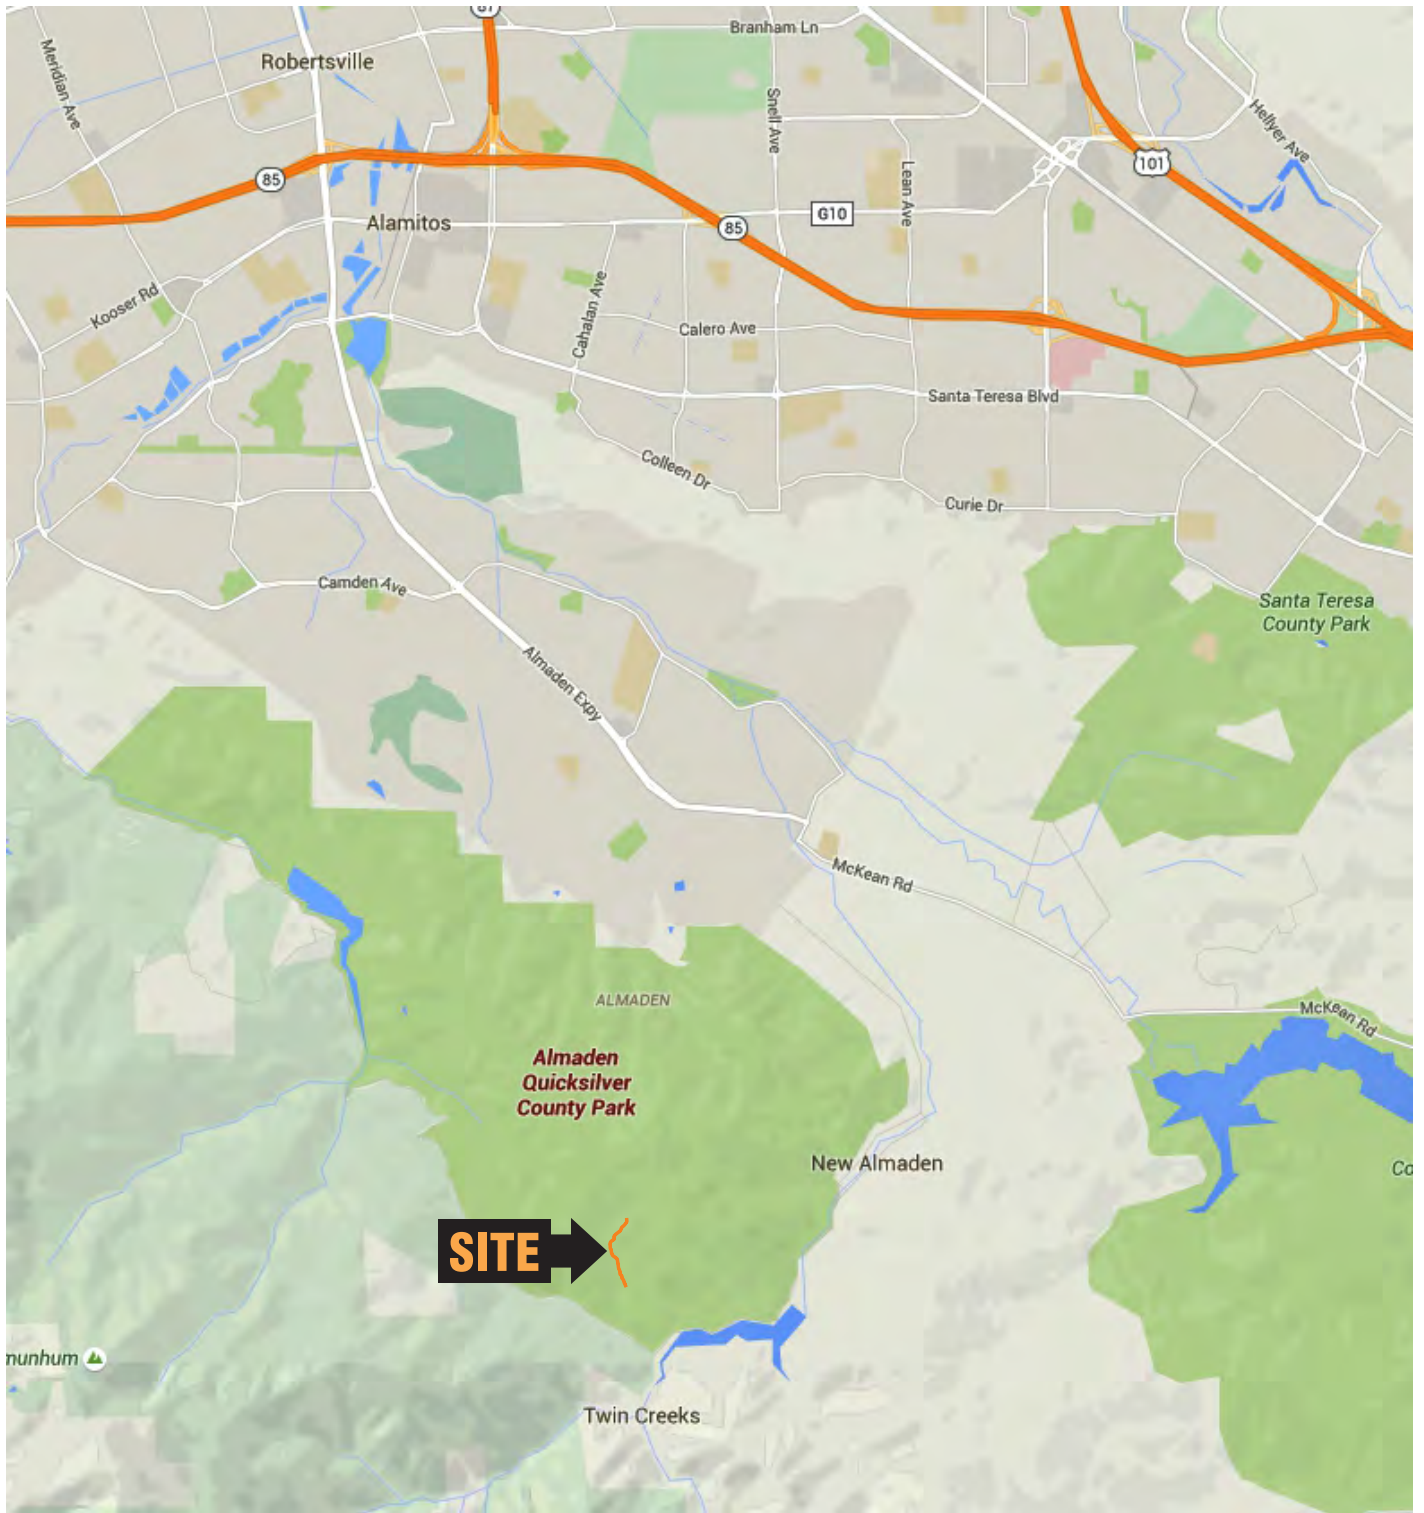 87
Branham Ln
Robertsville
Meridian Ave
Snell Ave
Hellyer Ave
101
85
Lean Ave
G10
Alamitos
85
Kooser Rd
Cahalan Ave
Calero Ave
Santa Teresa Blvd
Colleen Dr
Curie Dr
Camden Ave
Santa Teresa
County Park
Almaden Expy
McKean Rd
ALMADEN
McKean Rd
Almaden
Quicksilver
County Park
New Almaden
Co
SITE
munhum
Twin Creeks